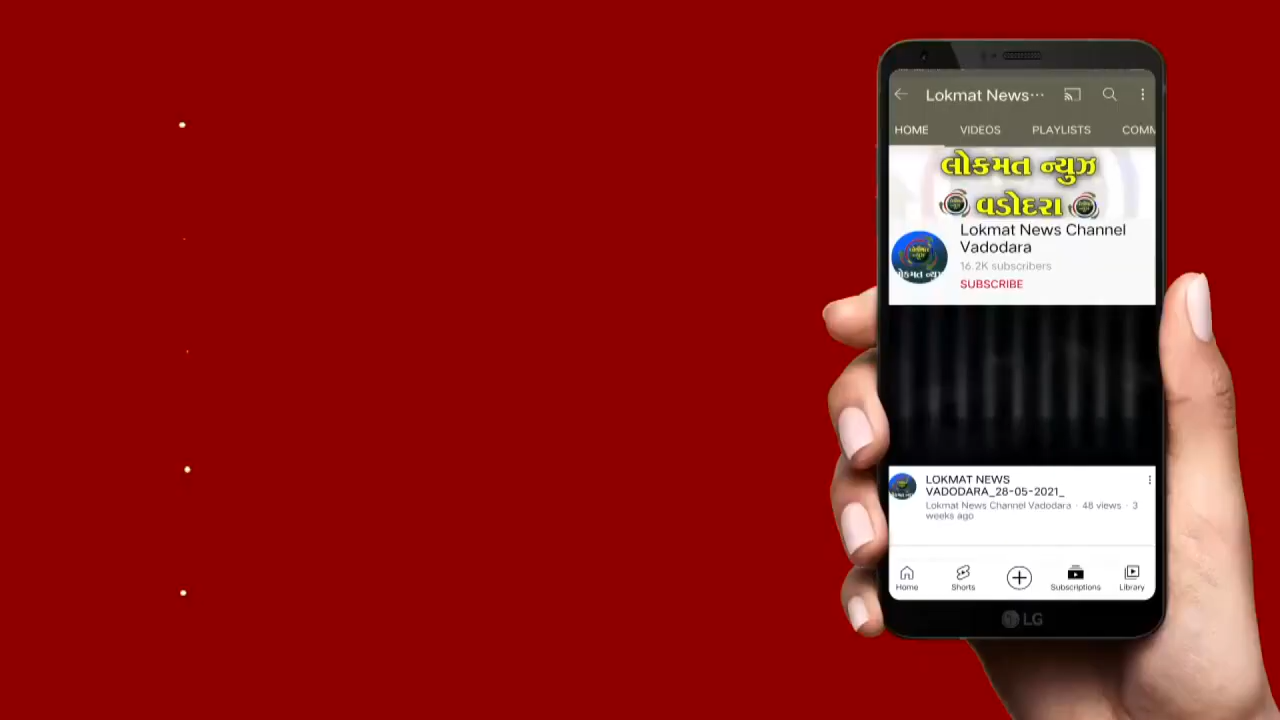 Lokmat News...
HOME VIDEOS PLAYLISTS COMM
લોકમત ન્યુઝ
વડોદરા
Lokmat News Channel
Vadodara
16.2K subscribers
SUBSCRIBE
LOKMAT NEWS
VADODARA_28-05-2021_
Lokmat News Channel Vadodara · 48 views · 3
weeks ago
Home Shorts Subscriptions Library
LG